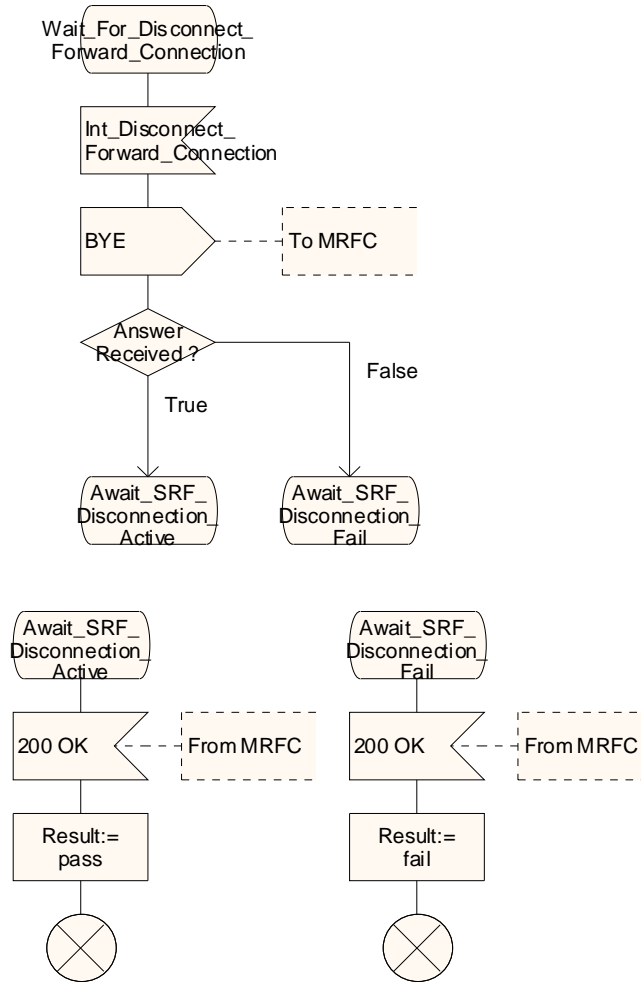 Wait_For_Disconnect_
Forward_Connection
Int_Disconnect_
Forward_Connection
BYE
To MRFC
Answer
Received ?
False
True
Await_SRF_
Disconnection_
Active
Await_SRF_
Disconnection_
Fail
Await_SRF_
Disconnection_
Active
Await_SRF_
Disconnection_
Fail
200 OK
From MRFC
200 OK
From MRFC
Result:=
pass
Result:=
fail